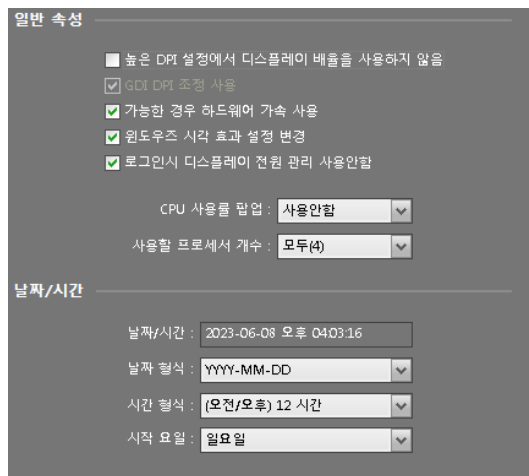 일반 속성
높은 DPI 설정에서 디스플레이 배율을 사용하지 않음
GDI DPI 조정 사용
가능한 경우 하드웨어 가속 사용
윈도우즈 시각 효과 설정 변경
로그인시 디스플레이 전원 관리 사용안함
CPU 사용률 팝업 : 사용안함
사용할 프로세서 개수 : 모두(4)
날짜/시간
날짜/시간 : 2023-06-08 오후 04:03:16
날짜 형식 : YYYY-MM-DD
시간 형식 : (오전/오후) 12 시간
시작 요일 : 일요일